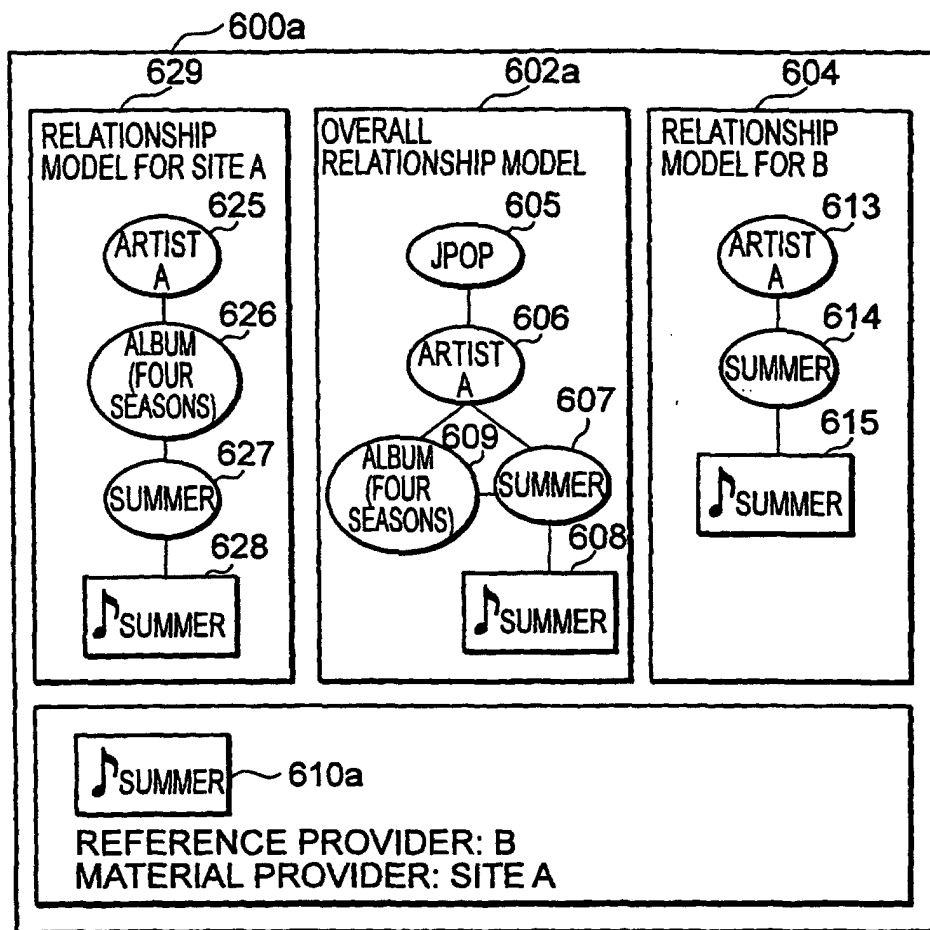 600a
629
602a
604
RELATIONSHIP
MODEL FOR SITE A
625
ARTIST
A
626
ALBUM
(FOUR
SEASONS)
627
SUMMER
628
♪SUMMER
OVERALL
RELATIONSHIP MODEL
605
JPOP
606
ARTIST
A
607
609
ALBUM
(FOUR
SEASONS)
SUMMER
608
♪SUMMER
RELATIONSHIP
MODEL FOR B
613
ARTIST
A
614
SUMMER
615
♪SUMMER
♪SUMMER
610a
REFERENCE PROVIDER: B
MATERIAL PROVIDER: SITE A